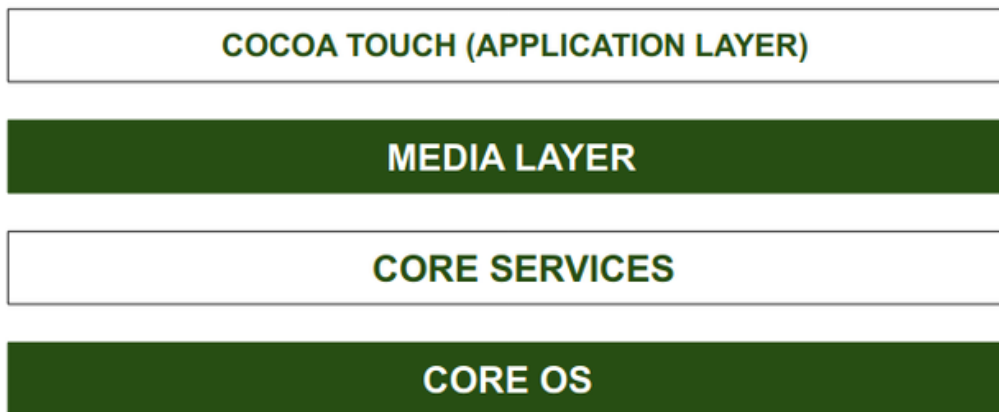 COCOA TOUCH (APPLICATION LAYER)
MEDIA LAYER
CORE SERVICES
CORE OS